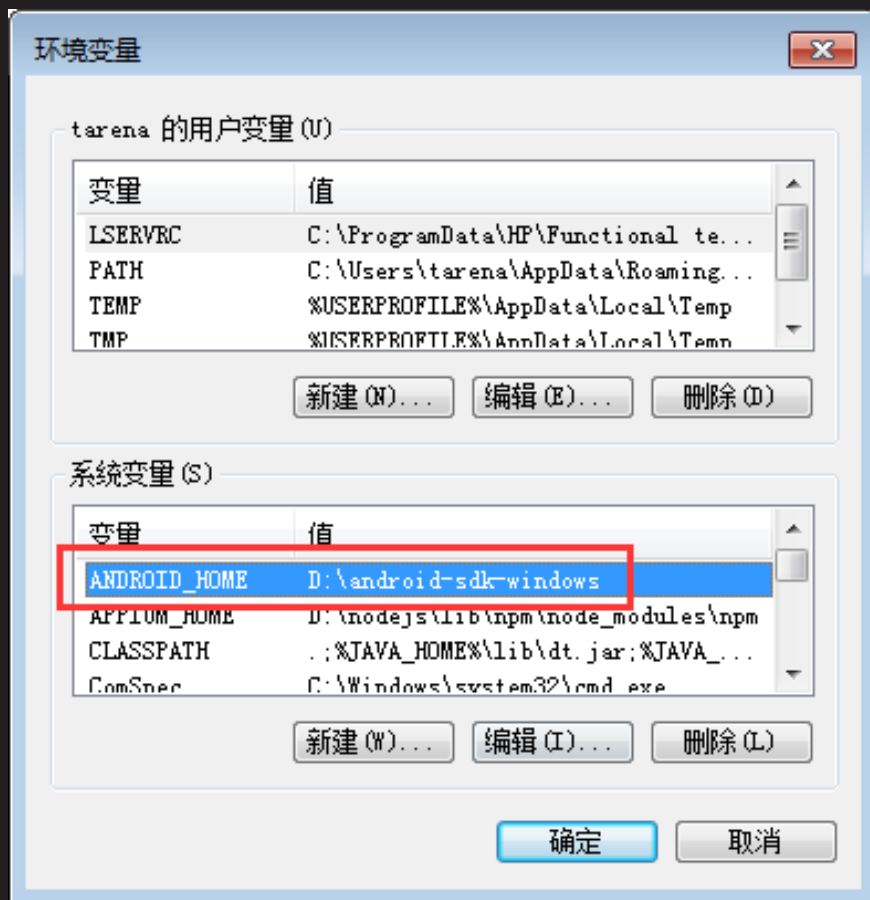 环境变量
tarena 的用户变量(U)
变量 值
LSERVRC C:\ProgramData\HP\Functional te...
PATH C:\Users\tarena\AppData\Roaming...
TEMP %USERPROFILE%\AppData\Local\Temp
TMP %USERPROFILE%\AppData\Local\Temp
新建(N)... 编辑(E)... 删除(D)
系统变量(S)
变量 值
ANDROID_HOME D:\android-sdk-windows
APPIUM_HOME D:\nodejs\lib\npm\node_modules\npm
CLASSPATH .;%JAVA_HOME%\lib\dt.jar;%JAVA_...
ComSpec C:\Windows\system32\cmd.exe
新建(W)... 编辑(I)... 删除(L)
确定 取消